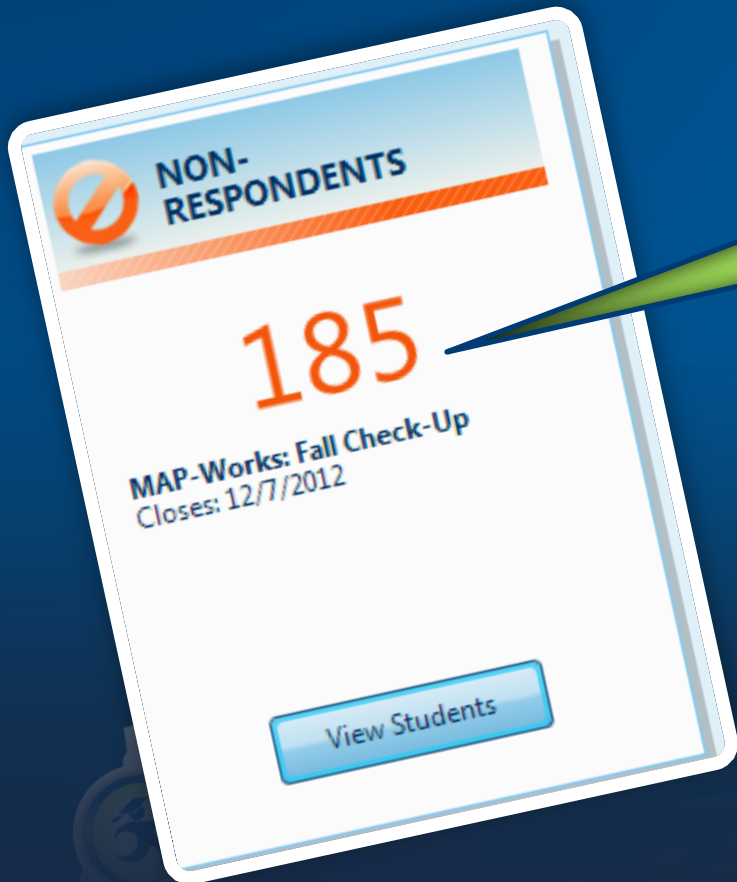 NON-
RESPONDENTS
185
MAP-Works: Fall Check-Up
Closes: 12/7/2012
View Students